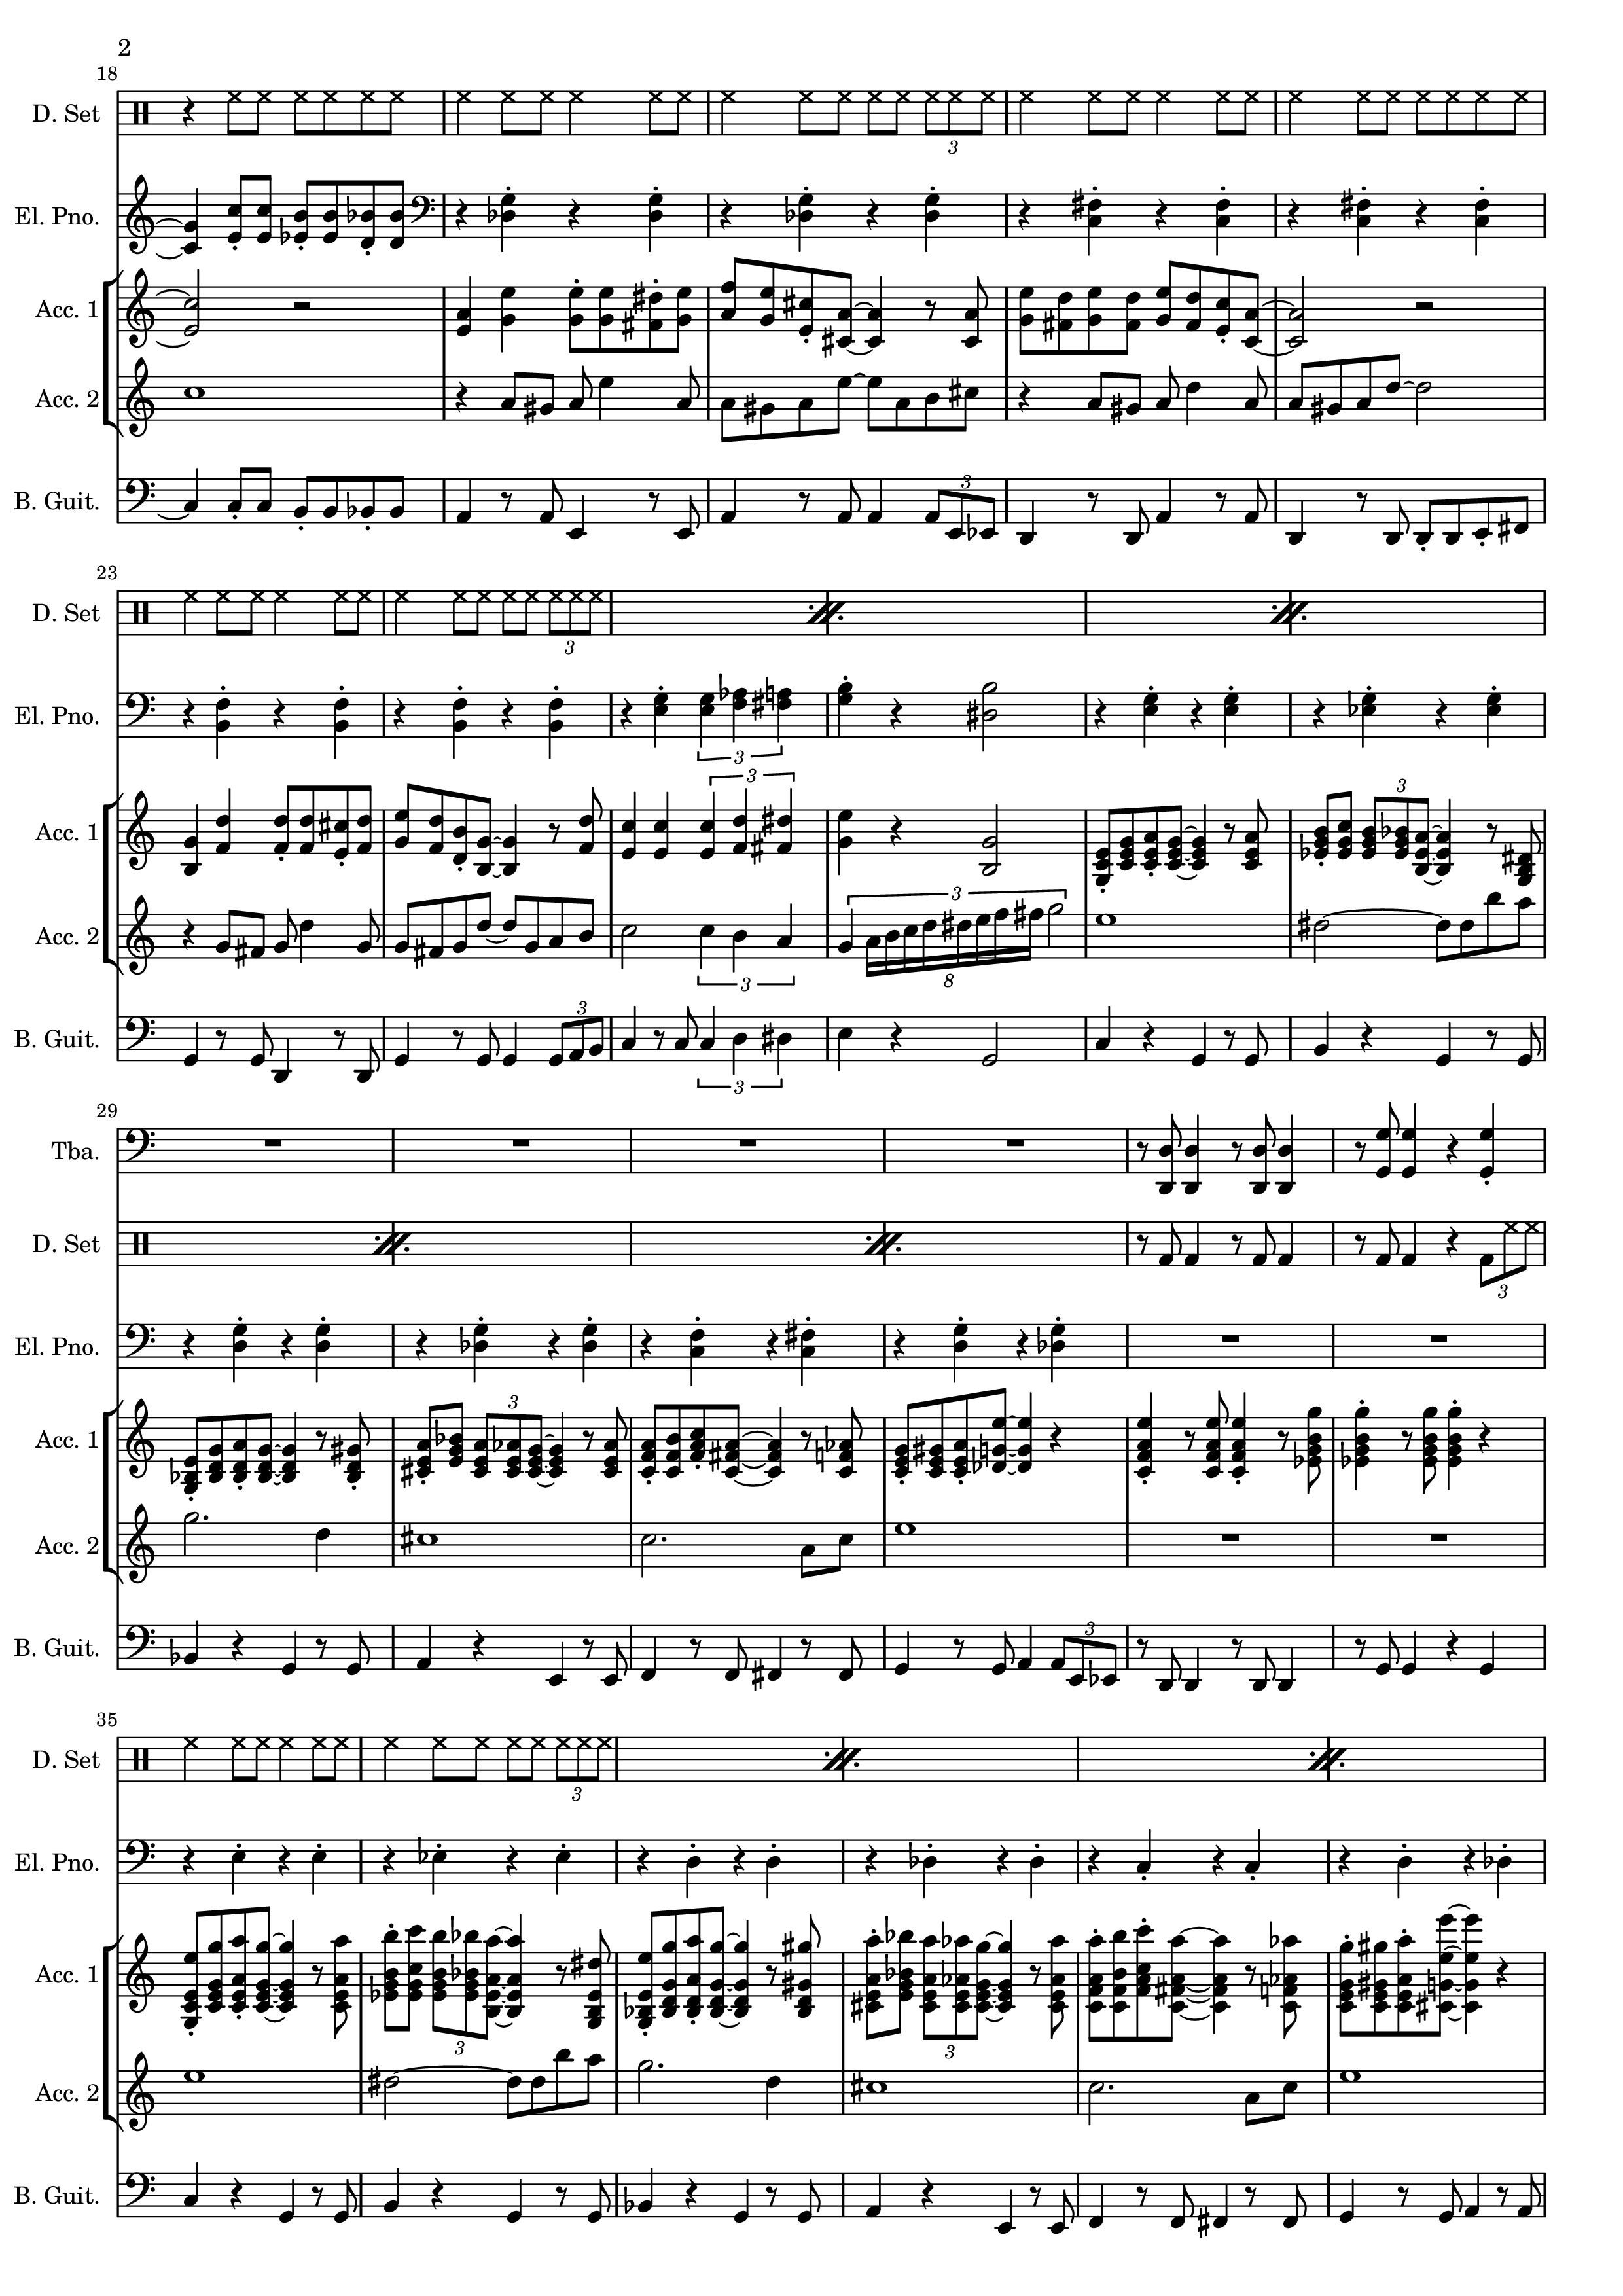 2
18
D. Set
3
El. Pno.
Acc. 1
Acc. 2
B. Guit.
3
23
D. Set
3
El. Pno.
3
Acc. 1
3
3
Acc. 2
3
3
8
B. Guit.
3
3
29
Tba.
D. Set
3
El. Pno.
Acc. 1
3
Acc. 2
B. Guit.
3
35
D. Set
3
El. Pno.
Acc. 1
3
3
Acc. 2
B. Guit.